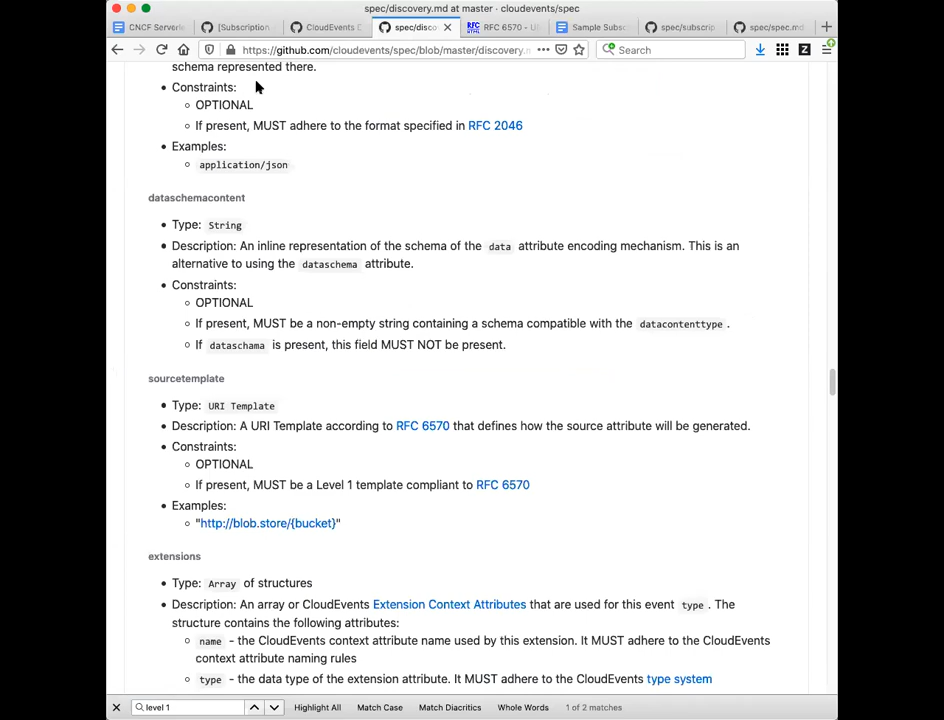 spec/discovery.md at master · cloudevents/spec
CNCF Serverle
[Subscription
CloudEvents
spec/disco
RFC 6570 - U
Sample Subsc
spec/subscrip
spec/spec.md
https://github.com/cloudevents/spec/blob/master/discovery.m
Search
schema represented there.
Constraints:
OPTIONAL
If present, MUST adhere to the format specified in RFC 2046
Examples:
application/json
dataschemacontent
Type: String
Description: An inline representation of the schema of the data attribute encoding mechanism. This is an
alternative to using the dataschema attribute.
Constraints:
OPTIONAL
If present, MUST be a non-empty string containing a schema compatible with the datacontenttype.
If dataschama is present, this field MUST NOT be present.
sourcetemplate
Type: URI Template
Description: A URI Template according to RFC 6570 that defines how the source attribute will be generated.
Constraints:
OPTIONAL
If present, MUST be a Level 1 template compliant to RFC 6570
Examples:
"http://blob.store/{bucket}"
extensions
Type: Array of structures
Description: An array or CloudEvents Extension Context Attributes that are used for this event type. The
structure contains the following attributes:
name - the CloudEvents context attribute name used by this extension. It MUST adhere to the CloudEvents
context attribute naming rules
type - the data type of the extension attribute. It MUST adhere to the CloudEvents type system
level 1
Highlight All
Match Case
Match Diacritics
Whole Words
1 of 2 matches